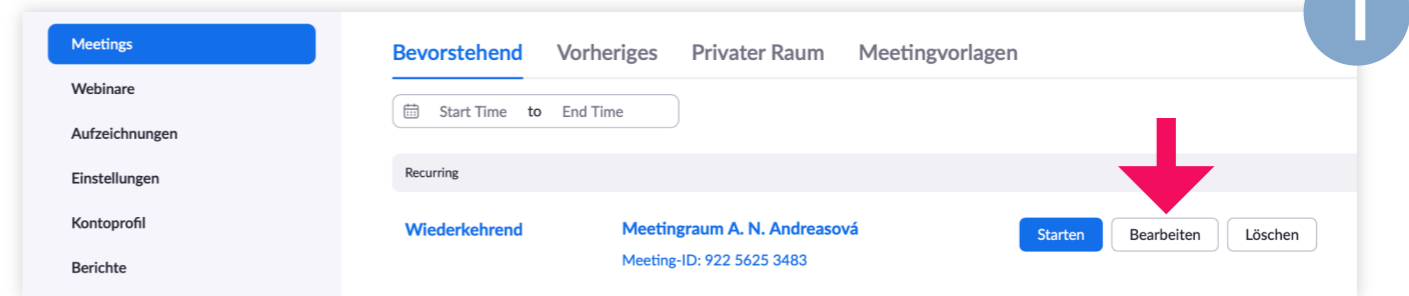 1
Meetings
Webinare
Aufzeichnungen
Einstellungen
Kontoprofil
Berichte
Bevorstehend Vorheriges Privater Raum Meetingvorlagen
Start Time to End Time
Recurring
Wiederkehrend Meetingraum A. N. Andreasová Starten Bearbeiten Löschen
Meeting-ID: 922 5625 3483